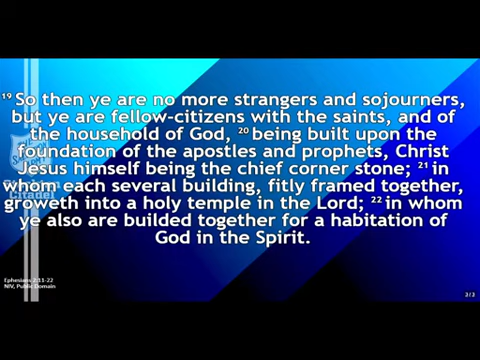 19 So then ye are no more strangers and sojourners,
but ye are fellow-citizens with the saints, and of
the household of God, 20 being built upon the
foundation of the apostles and prophets, Christ
Jesus himself being the chief corner stone; 21 in
whom each several building, fitly framed together,
groweth into a holy temple in the Lord; 22 in whom
ye also are builded together for a habitation of
God in the Spirit.
Citadel
Ephesians 2:11-22
NIV, Public Domain
3/3